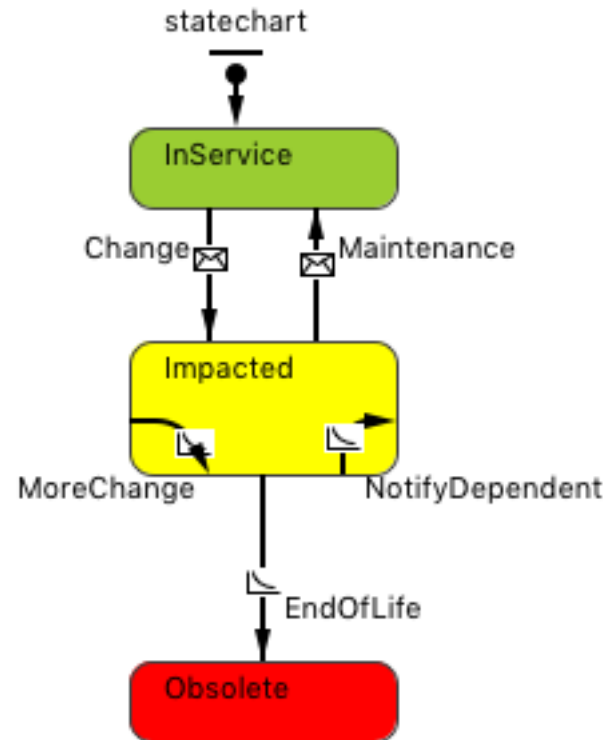 statechart
InService
Change
Maintenance
Impacted
MoreChange
NotifyDependent
EndOfLife
Obsolete